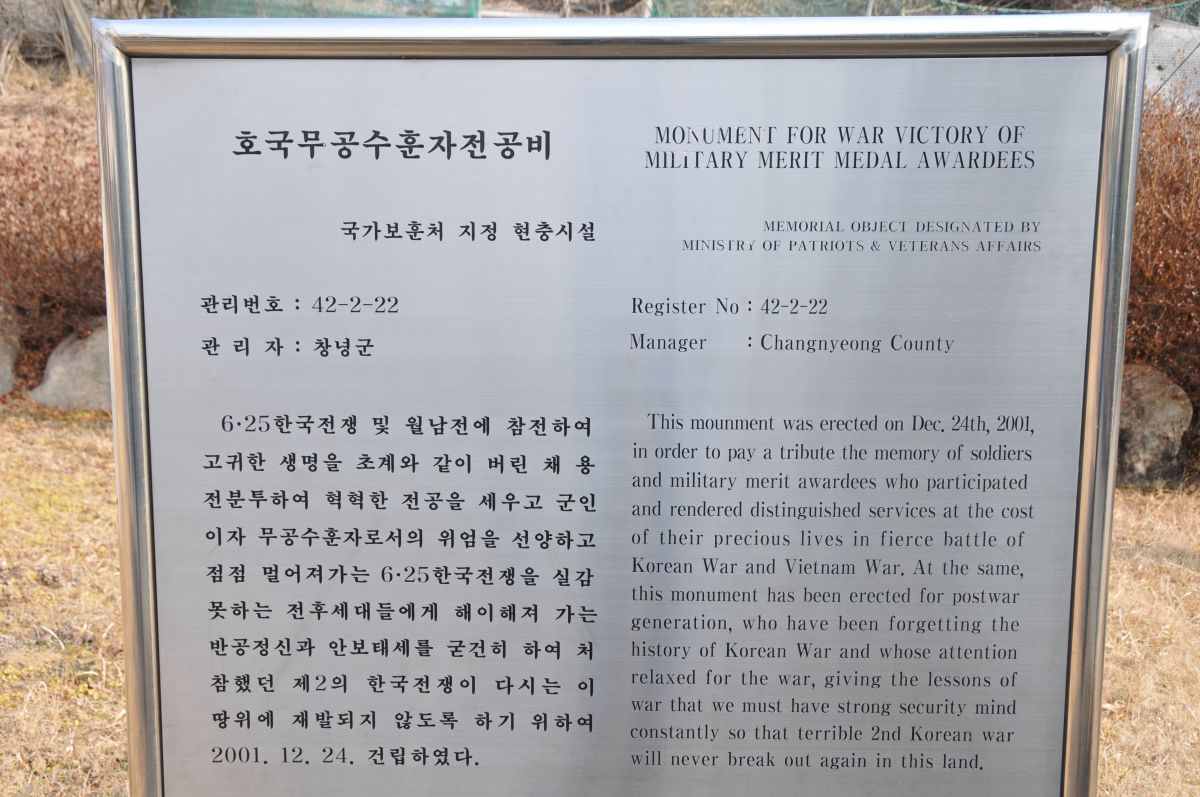 호국무공수훈자전공비
국가보훈처 지정 현충시설
관리번호 : 42-2-22
관 리 자 : 창녕군
6·25한국전쟁 및 월남전에 참전하여
고귀한 생명을 초계와 같이 버린 채 용
전분투하여 혁혁한 전공을 세우고 군인
이자 무공수훈자로서의 위엄을 선양하고
점점 멀어져가는 6·25한국전쟁을 실감
못하는 전후세대들에게 해이해져 가는
반공정신과 안보태세를 굳건히 하여 처
참했던 제2의 한국전쟁이 다시는 이
땅위에 재발되지 않도록 하기 위하여
2001. 12. 24. 건립하였다.
MONUMENT FOR WAR VICTORY OF
MILITARY MERIT MEDAL AWARDEES
MEMORIAL OBJECT DESIGNATED BY
MINISTRY OF PATRIOTS & VETERANS AFFAIRS
Register No : 42-2-22
Manager : Changnyeong County
This mounment was erected on Dec. 24th, 2001,
in order to pay a tribute the memory of soldiers
and military merit awardees who participated
and rendered distinguished services at the cost
of their precious lives in fierce battle of
Korean War and Vietnam War. At the same,
this monument has been erected for postwar
generation, who have been forgetting the
history of Korean War and whose attention
relaxed for the war, giving the lessons of
war that we must have strong security mind
constantly so that terrible 2nd Korean war
will never break out again in this land.